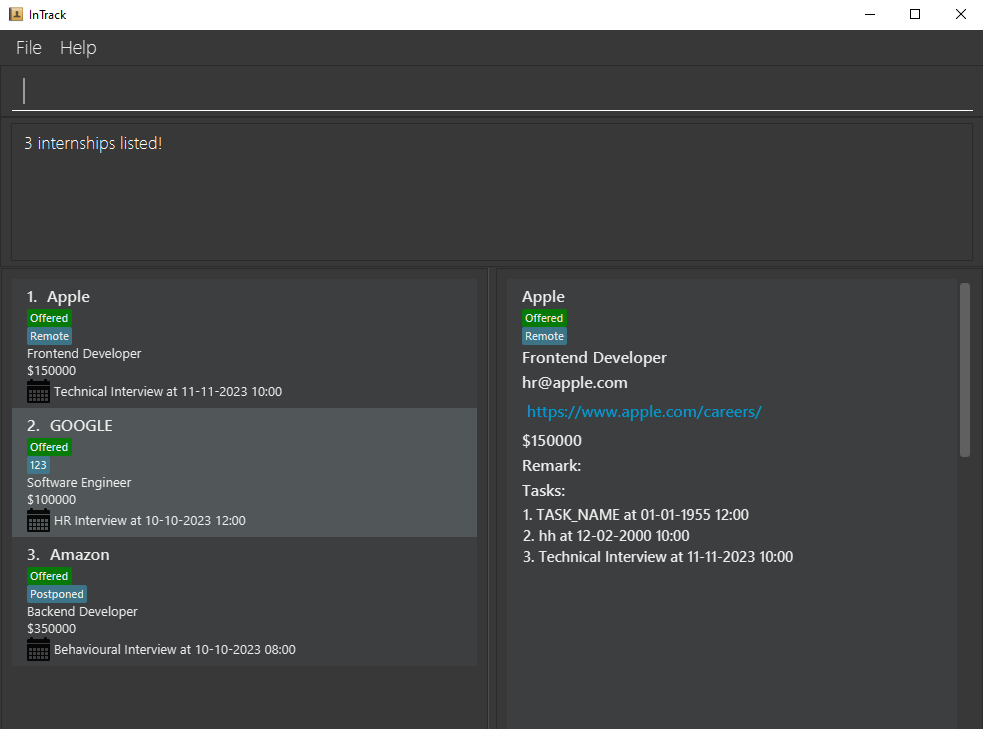 InTrack
File Help
3 internships listed!
1. Apple
Offered
Remote
Frontend Developer
$150000
Technical Interview at 11-11-2023 10:00
2. GOOGLE
Offered
123
Software Engineer
$100000
HR Interview at 10-10-2023 12:00
3. Amazon
Offered
Postponed
Backend Developer
$350000
Behavioural Interview at 10-10-2023 08:00
Apple
Offered
Remote
Frontend Developer
hr@apple.com
https://www.apple.com/careers/
$150000
Remark:
Tasks:
1. TASK_NAME at 01-01-1955 12:00
2. hh at 12-02-2000 10:00
3. Technical Interview at 11-11-2023 10:00